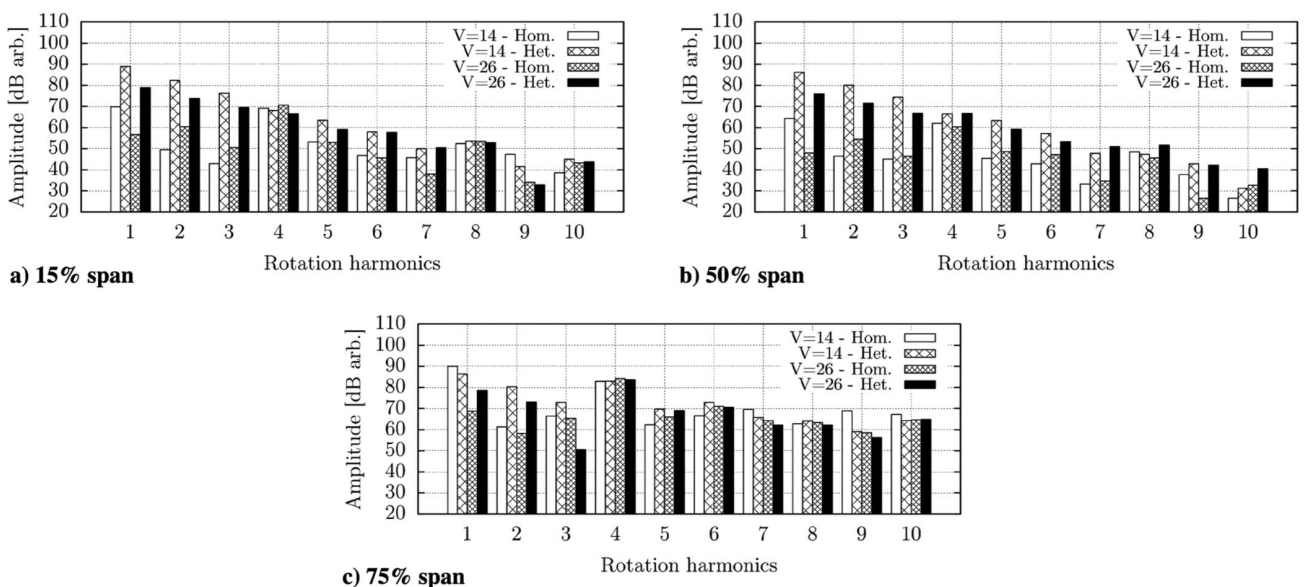 110
100
90
80
70
60
50
40
30
20
Amplitude [dB arb.]
V=14 - Hom.
V=14 - Het.
V=26 - Hom.
V=26 - Het.
1 2 3 4 5 6 7 8 9 10
Rotation harmonics
a) 15% span
110
100
90
80
70
60
50
40
30
20
Amplitude [dB arb.]
V=14 - Hom.
V=14 - Het.
V=26 - Hom.
V=26 - Het.
1 2 3 4 5 6 7 8 9 10
Rotation harmonics
b) 50% span
110
100
90
80
70
60
50
40
30
20
Amplitude [dB arb.]
V=14 - Hom.
V=14 - Het.
V=26 - Hom.
V=26 - Het.
1 2 3 4 5 6 7 8 9 10
Rotation harmonics
c) 75% span